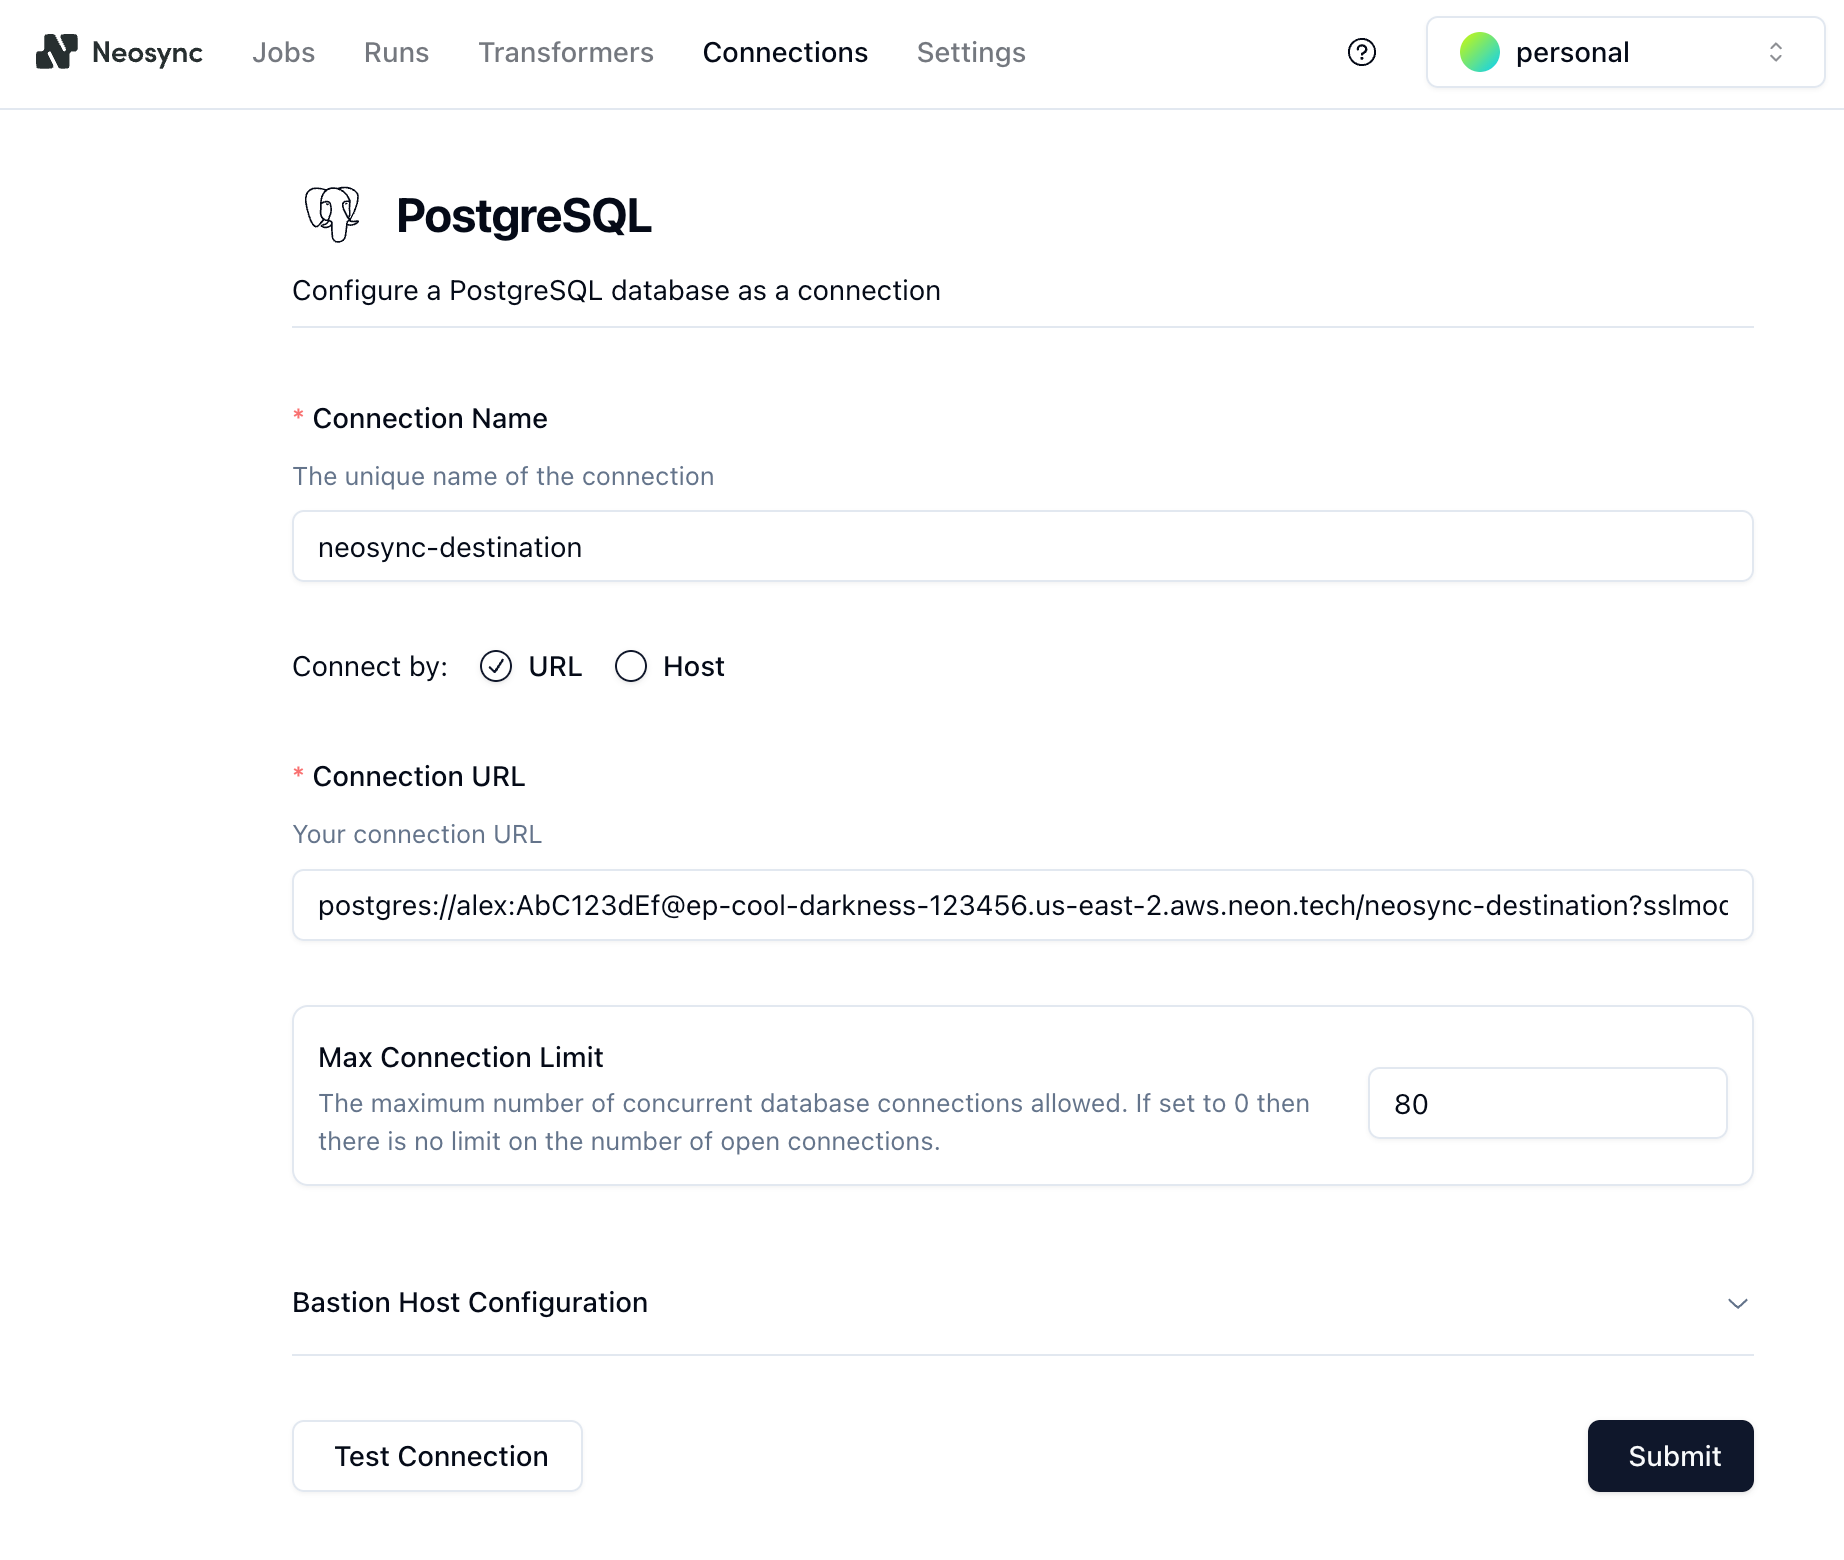 Neosync Jobs Runs Transformers Connections Settings personal
PostgreSQL
Configure a PostgreSQL database as a connection
* Connection Name
The unique name of the connection
neosync-destination
Connect by: URL Host
* Connection URL
Your connection URL
postgres://alex:AbC123dEf@ep-cool-darkness-123456.us-east-2.aws.neon.tech/neosync-destination?sslmoc
Max Connection Limit
The maximum number of concurrent database connections allowed. If set to 0 then
there is no limit on the number of open connections.
80
Bastion Host Configuration
Test Connection
Submit